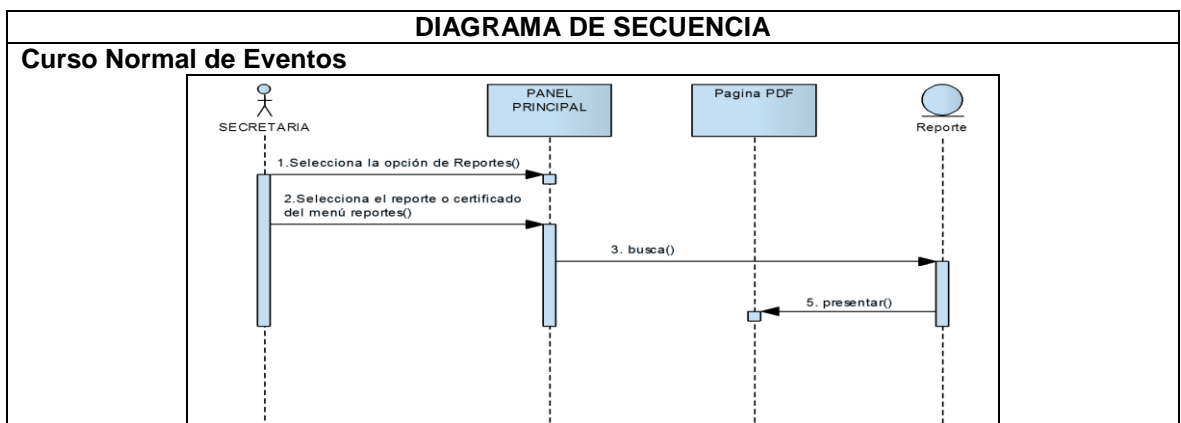 DIAGRAMA DE SECUENCIA
Curso Normal de Eventos
SECRETARIA
PANEL
PRINCIPAL
Pagina PDF
Reporte
1.Selecciona la opción de Reportes()
2.Selecciona el reporte o certificado
del menú reportes()
3. busca()
5. presentar()